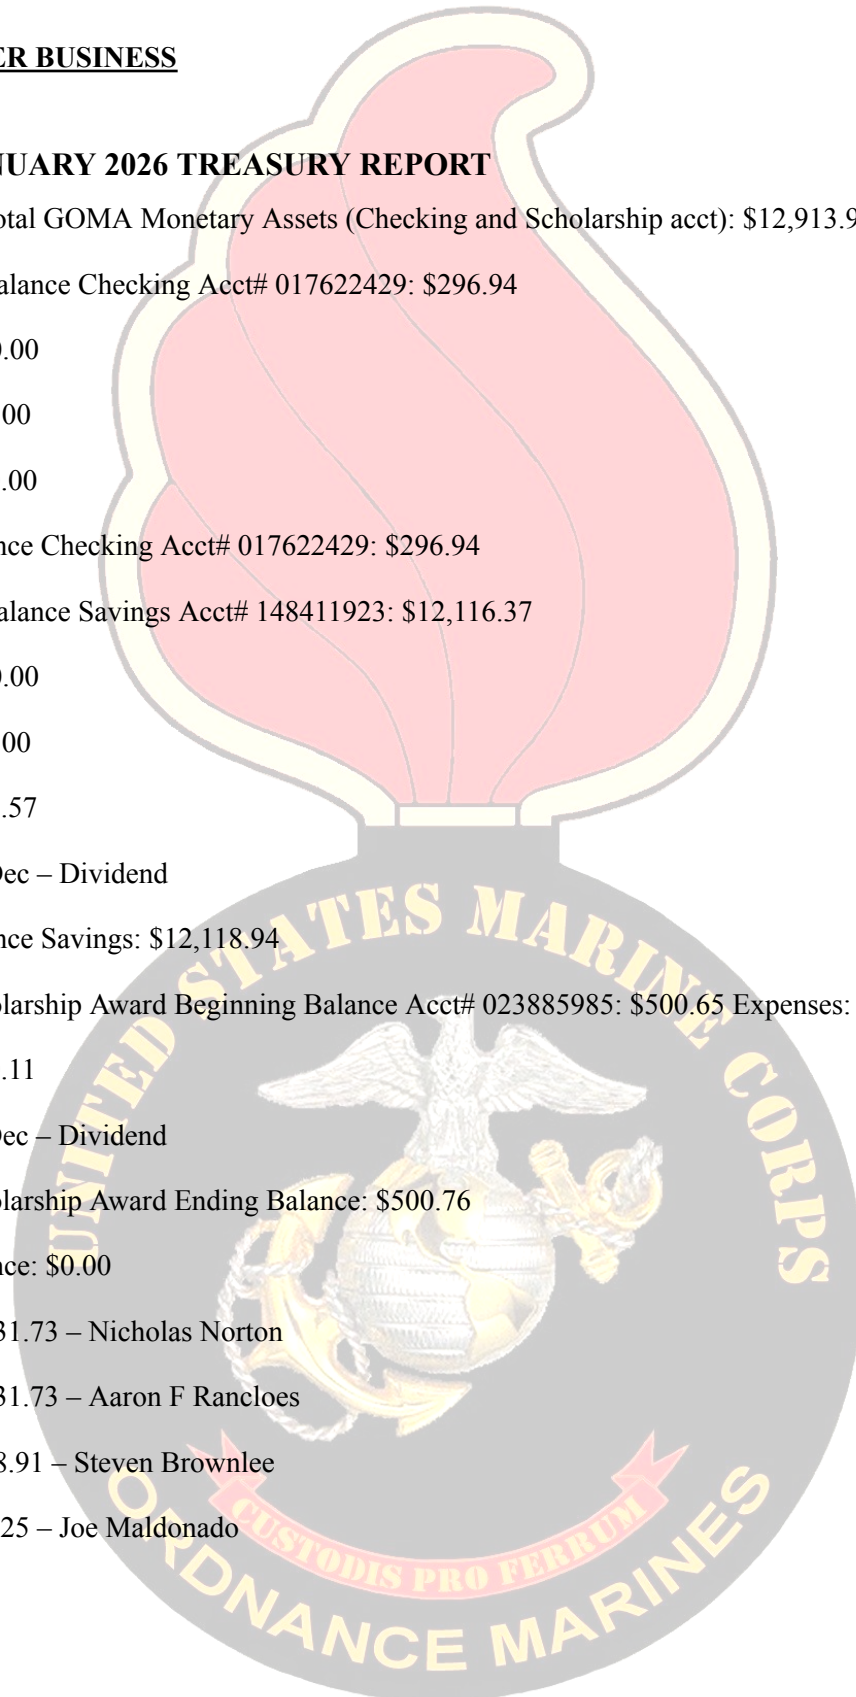 ER BUSINESS
NUARY 2026 TREASURY REPORT
otal GOMA Monetary Assets (Checking and Scholarship acct): $12,913.9
alance Checking Acct# 017622429: $296.94
0.00
.00
.00
nce Checking Acct# 017622429: $296.94
alance Savings Acct# 148411923: $12,116.37
0.00
.00
.57
Dec – Dividend
nce Savings: $12,118.94
olarship Award Beginning Balance Acct# 023885985: $500.65 Expenses:
.11
Dec – Dividend
olarship Award Ending Balance: $500.76
nce: $0.00
31.73 – Nicholas Norton
31.73 – Aaron F Rancloes
8.91 – Steven Brownlee
25 – Joe Maldonado
UNITED STATES MARINE CORPS
CUSTODIS PRO FERRUM
ORDNANCE MARINES